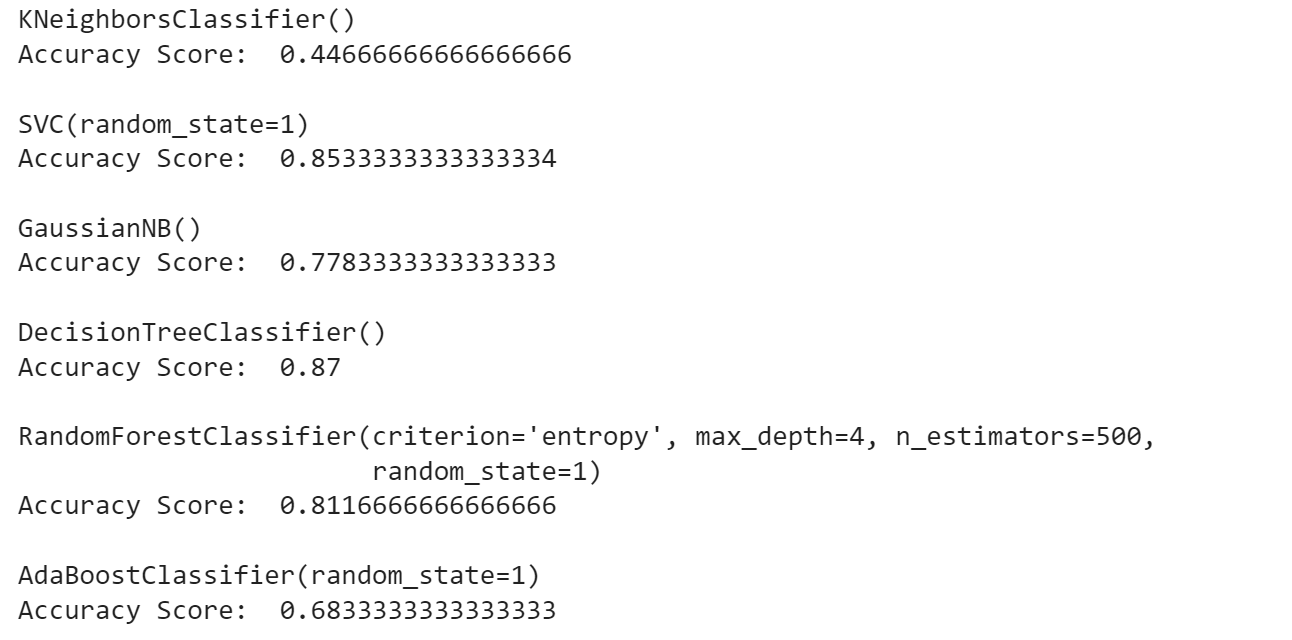 KNeighborsClassifier()
Accuracy Score:  0.44666666666666666
SVC(random_state=1)
Accuracy Score:  0.8533333333333334
GaussianNB()
Accuracy Score:  0.7783333333333333
DecisionTreeClassifier()
Accuracy Score:  0.87
RandomForestClassifier(criterion='entropy', max_depth=4, n_estimators=500,
                       random_state=1)
Accuracy Score:  0.8116666666666666
AdaBoostClassifier(random_state=1)
Accuracy Score:  0.6833333333333333